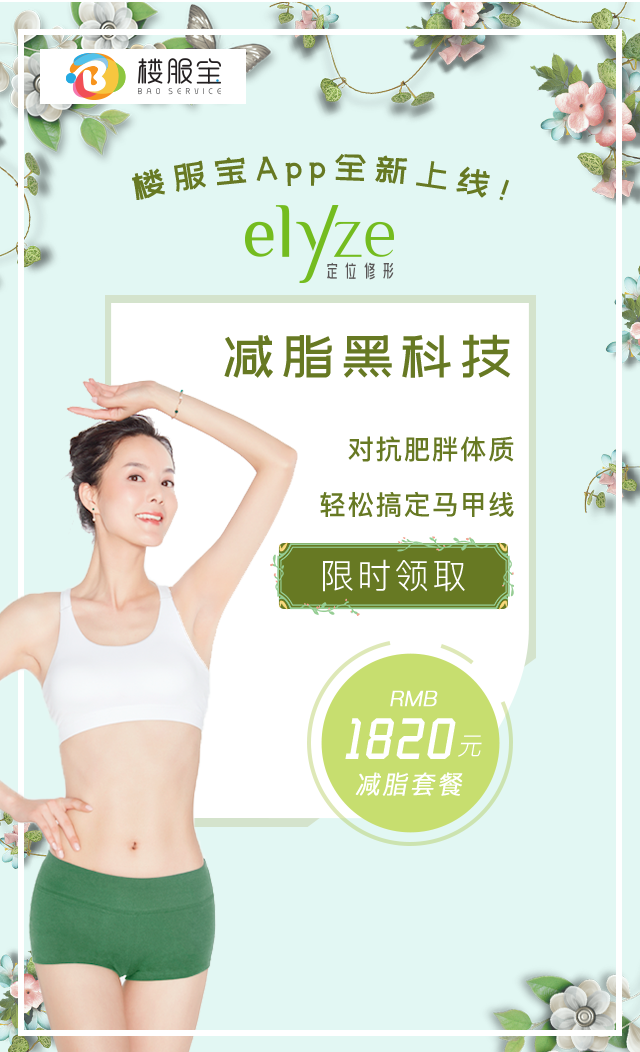 楼服宝
BAO SERVICE
楼服宝App全新上线!
elyze
定位修形
减脂黑科技
对抗肥胖体质
轻松搞定马甲线
限时领取
RMB
1820元
减脂套餐